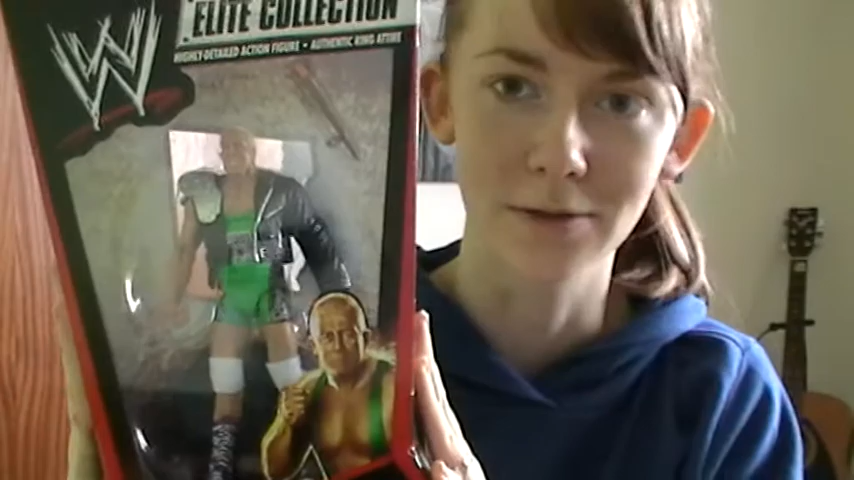 ELITE COLLECTION
HIGHLY-DETAILED ACTION FIGURE • AUTHENTIC RING ATTIRE
W